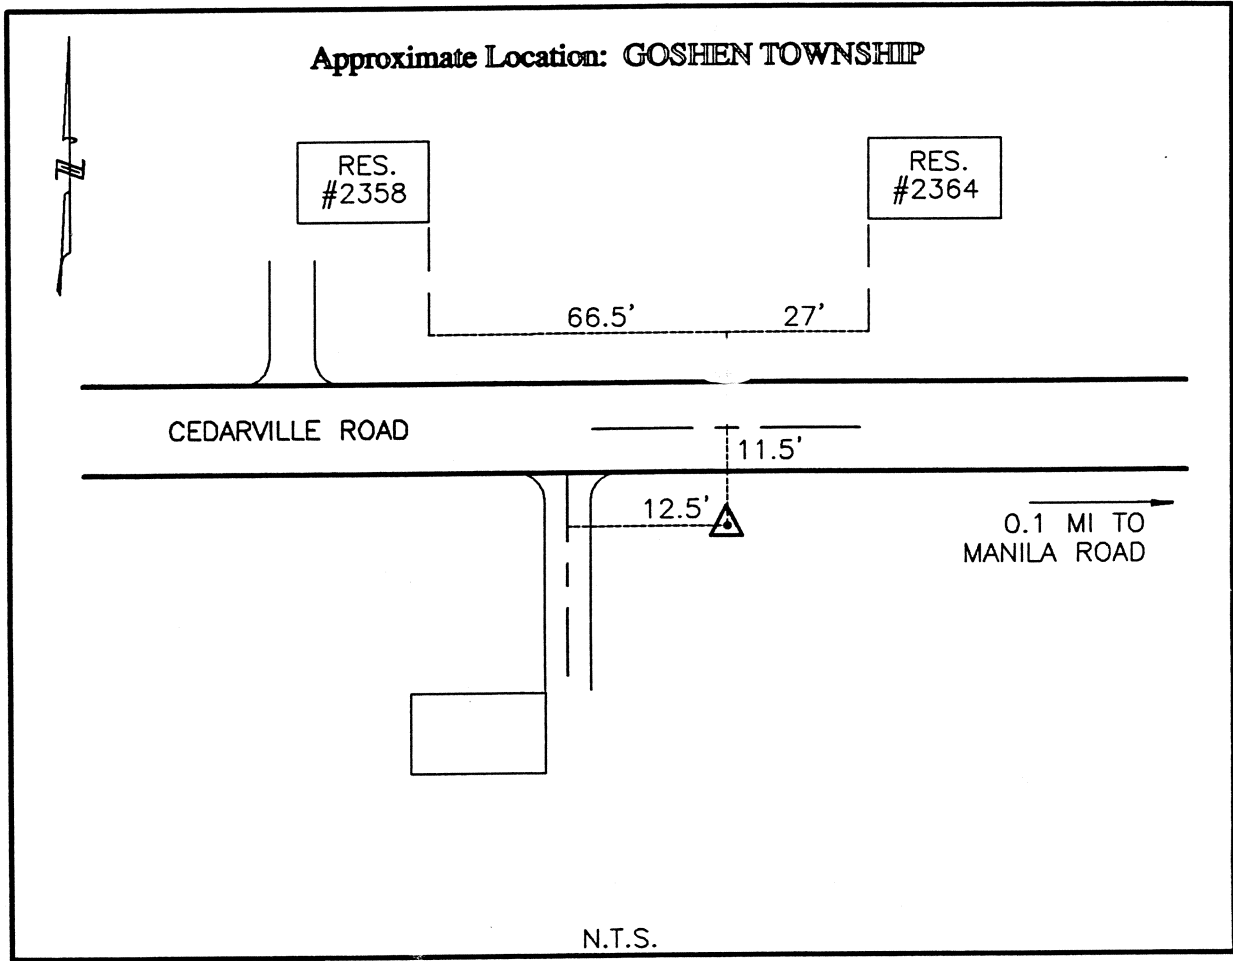 Approximate Location: GOSHEN TOWNSHIP
N
RES.
#2358
RES.
#2364
66.5'
27'
CEDARVILLE ROAD
11.5'
12.5'
0.1 MI TO
MANILA ROAD
N.T.S.